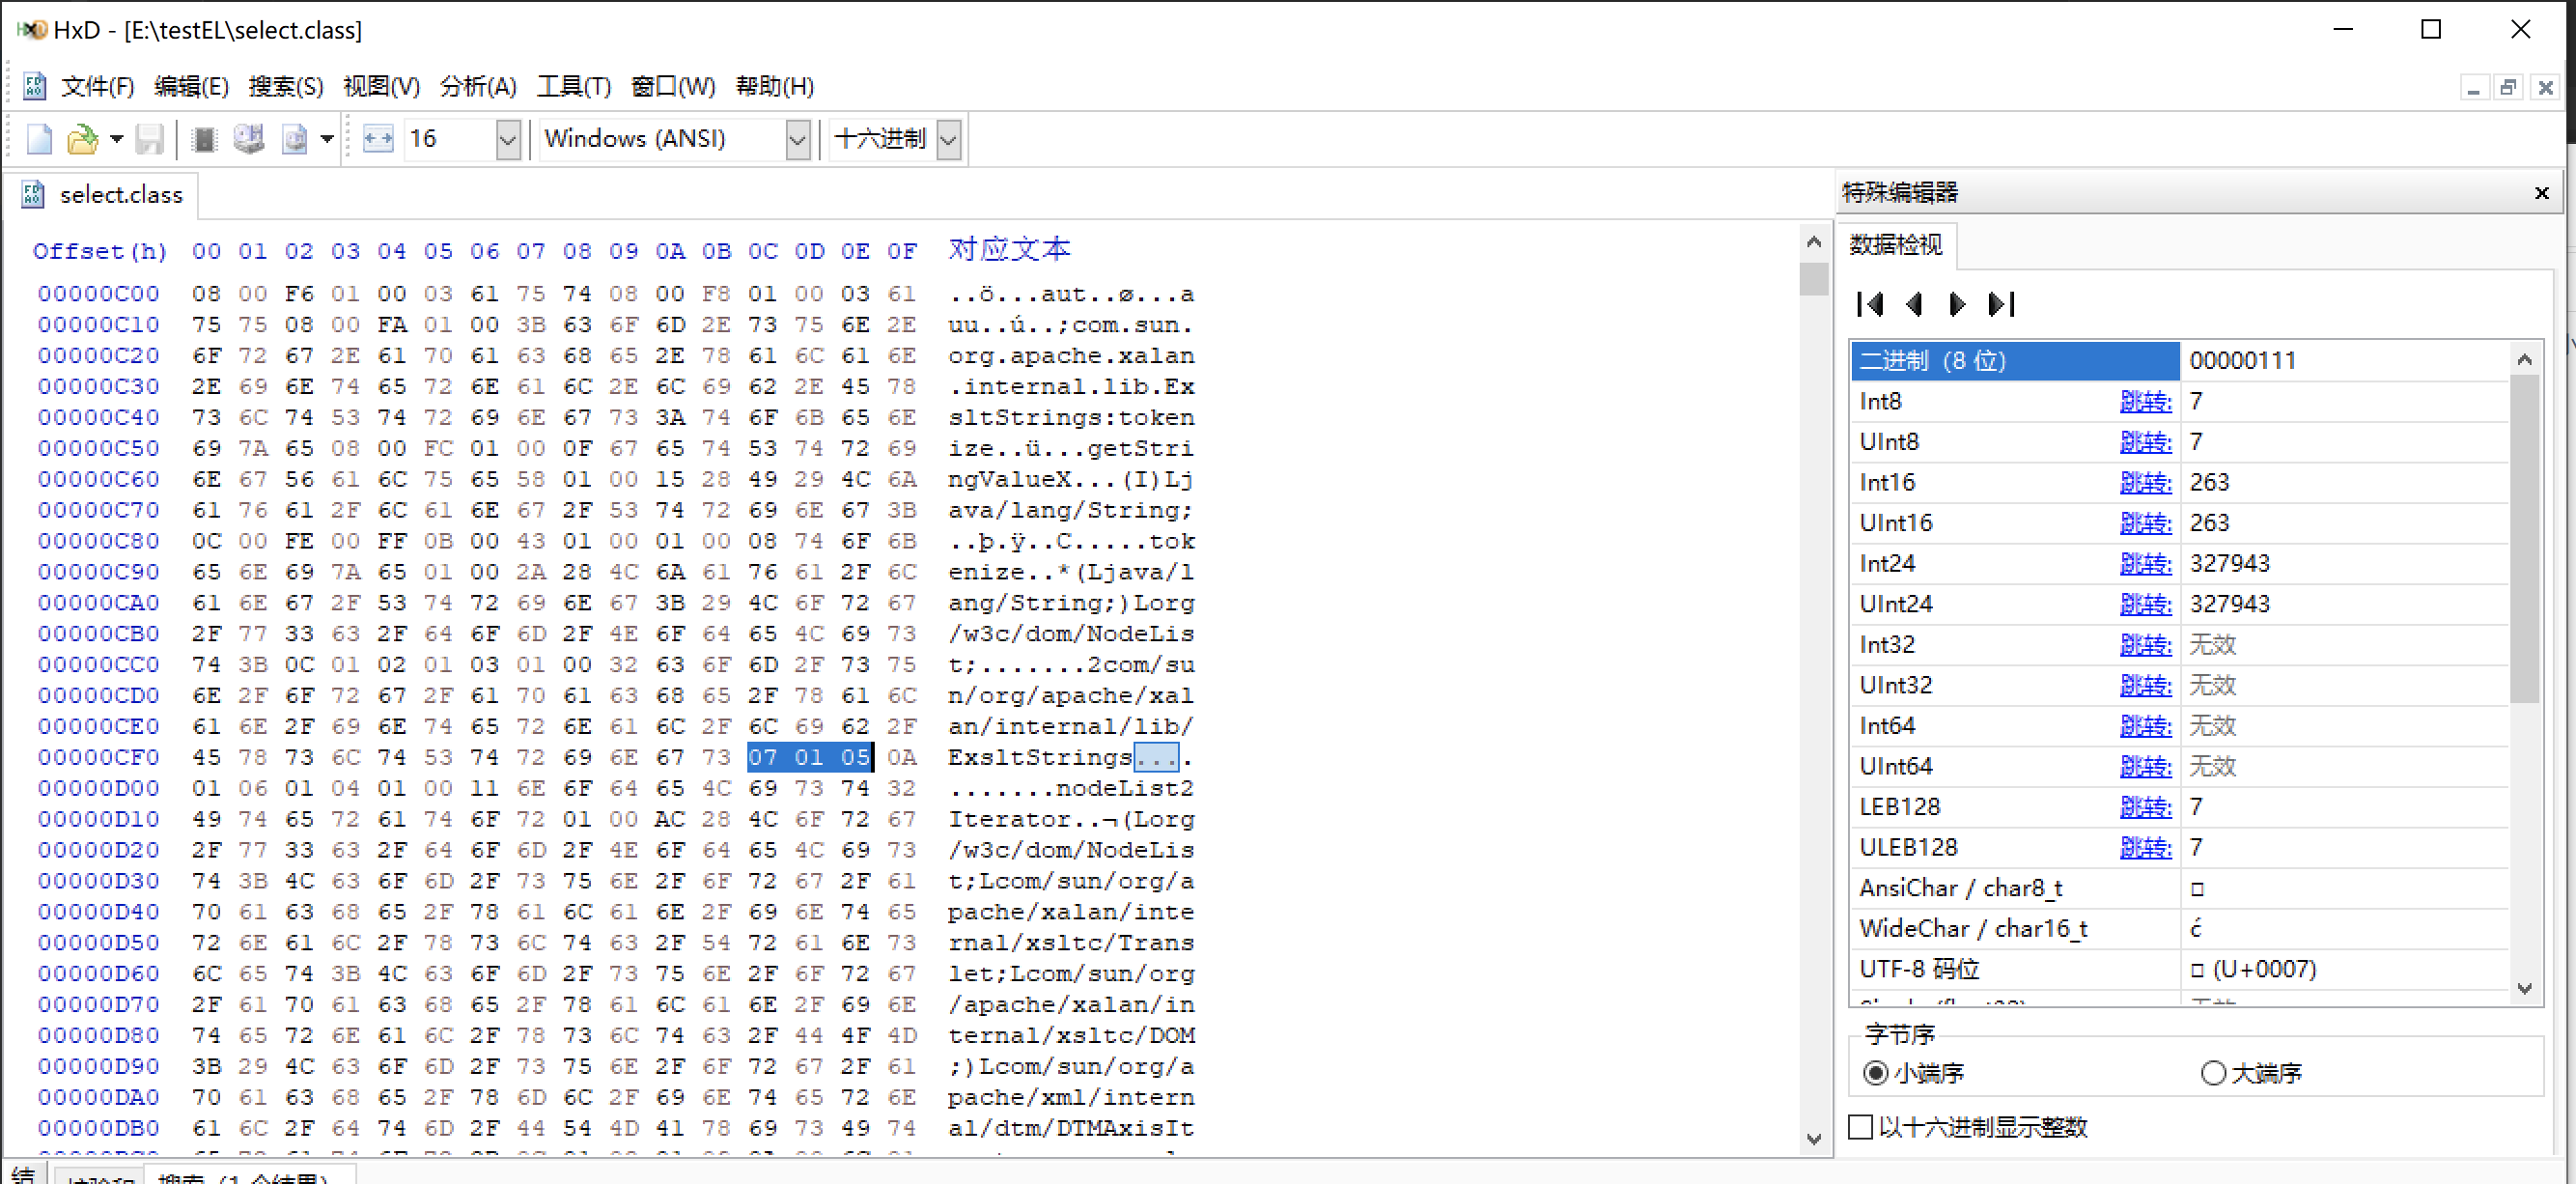 HxD - [E:\testEL\select.class]
文件(F) 编辑(E) 搜索(S) 视图(V) 分析(A) 工具(T) 窗口(W) 帮助(H)
16 Windows (ANSI) 十六进制
select.class
Offset(h) 00 01 02 03 04 05 06 07 08 09 0A 0B 0C 0D 0E 0F 对应文本
00000C00 08 00 F6 01 00 03 61 75 74 08 00 F8 01 00 03 61 ..ö...aut..ø...a
00000C10 75 75 08 00 FA 01 00 3B 63 6F 6D 2E 73 75 6E 2E uu..ú..;com.sun.
00000C20 6F 72 67 2E 61 70 61 63 68 65 2E 78 61 6C 61 6E org.apache.xalan
00000C30 2E 69 6E 74 65 72 6E 61 6C 2E 6C 69 62 2E 45 78 .internal.lib.Ex
00000C40 73 6C 74 53 74 72 69 6E 67 73 3A 74 6F 6B 65 6E sltStrings:token
00000C50 69 7A 65 08 00 FC 01 00 0F 67 65 74 53 74 72 69 ize..ü...getStri
00000C60 6E 67 56 61 6C 75 65 58 01 00 15 28 49 29 4C 6A ngValueX...(I)Lj
00000C70 61 76 61 2F 6C 61 6E 67 2F 53 74 72 69 6E 67 3B ava/lang/String;
00000C80 0C 00 FE 00 FF 0B 00 43 01 00 01 00 08 74 6F 6B ..þ.ÿ..C.....tok
00000C90 65 6E 69 7A 65 01 00 2A 28 4C 6A 61 76 61 2F 6C enize..*(Ljava/l
00000CA0 61 6E 67 2F 53 74 72 69 6E 67 3B 29 4C 6F 72 67 ang/String;)Lorg
00000CB0 2F 77 33 63 2F 64 6F 6D 2F 4E 6F 64 65 4C 69 73 /w3c/dom/NodeLis
00000CC0 74 3B 0C 01 02 01 03 01 00 32 63 6F 6D 2F 73 75 t;.......2com/su
00000CD0 6E 2F 6F 72 67 2F 61 70 61 63 68 65 2F 78 61 6C n/org/apache/xal
00000CE0 61 6E 2F 69 6E 74 65 72 6E 61 6C 2F 6C 69 62 2F an/internal/lib/
00000CF0 45 78 73 6C 74 53 74 72 69 6E 67 73 07 01 05 0A ExsltStrings....
00000D00 01 06 01 04 01 00 11 6E 6F 64 65 4C 69 73 74 32 .......nodeList2
00000D10 49 74 65 72 61 74 6F 72 01 00 AC 28 4C 6F 72 67 Iterator..¬(Lorg
00000D20 2F 77 33 63 2F 64 6F 6D 2F 4E 6F 64 65 4C 69 73 /w3c/dom/NodeLis
00000D30 74 3B 4C 63 6F 6D 2F 73 75 6E 2F 6F 72 67 2F 61 t;Lcom/sun/org/a
00000D40 70 61 63 68 65 2F 78 61 6C 61 6E 2F 69 6E 74 65 pache/xalan/inte
00000D50 72 6E 61 6C 2F 78 73 6C 74 63 2F 54 72 61 6E 73 rnal/xsltc/Trans
00000D60 6C 65 74 3B 4C 63 6F 6D 2F 73 75 6E 2F 6F 72 67 let;Lcom/sun/org
00000D70 2F 61 70 61 63 68 65 2F 78 61 6C 61 6E 2F 69 6E /apache/xalan/in
00000D80 74 65 72 6E 61 6C 2F 78 73 6C 74 63 2F 44 4F 4D ternal/xsltc/DOM
00000D90 3B 29 4C 63 6F 6D 2F 73 75 6E 2F 6F 72 67 2F 61 ;)Lcom/sun/org/a
00000DA0 70 61 63 68 65 2F 78 6D 6C 2F 69 6E 74 65 72 6E pache/xml/intern
00000DB0 61 6C 2F 64 74 6D 2F 44 54 4D 41 78 69 73 49 74 al/dtm/DTMAxisIt
特殊编辑器
数据检视
二进制 (8 位) 00000111
Int8 跳转: 7
UInt8 跳转: 7
Int16 跳转: 263
UInt16 跳转: 263
Int24 跳转: 327943
UInt24 跳转: 327943
Int32 跳转: 无效
UInt32 跳转: 无效
Int64 跳转: 无效
UInt64 跳转: 无效
LEB128 跳转: 7
ULEB128 跳转: 7
AnsiChar / char8_t □
WideChar / char16_t ć
UTF-8 码位 □ (U+0007)
字节序
小端序 大端序
以十六进制显示整数
搜索 (1 个结果)